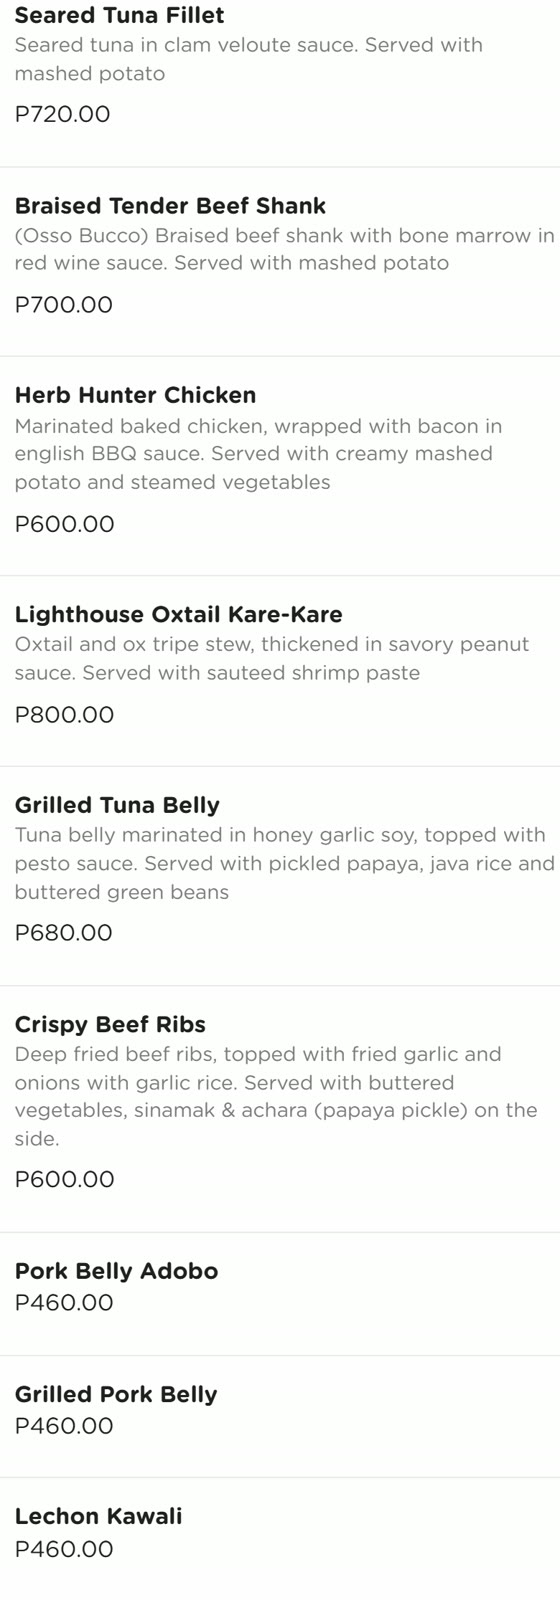 Seared Tuna Fillet
Seared tuna in clam veloute sauce. Served with
mashed potato
P720.00
Braised Tender Beef Shank
(Osso Bucco) Braised beef shank with bone marrow in
red wine sauce. Served with mashed potato
P700.00
Herb Hunter Chicken
Marinated baked chicken, wrapped with bacon in
english BBQ sauce. Served with creamy mashed
potato and steamed vegetables
P600.00
Lighthouse Oxtail Kare-Kare
Oxtail and ox tripe stew, thickened in savory peanut
sauce. Served with sauteed shrimp paste
P800.00
Grilled Tuna Belly
Tuna belly marinated in honey garlic soy, topped with
pesto sauce. Served with pickled papaya, java rice and
buttered green beans
P680.00
Crispy Beef Ribs
Deep fried beef ribs, topped with fried garlic and
onions with garlic rice. Served with buttered
vegetables, sinamak & achara (papaya pickle) on the
side.
P600.00
Pork Belly Adobo
P460.00
Grilled Pork Belly
P460.00
Lechon Kawali
P460.00